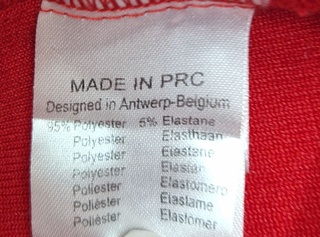 MADE IN PRC
Designed in Antwerp-Belgium
95% Polyester 5% Elastane
Polyester Elasthaan
Polyester Elastane
Polyester Elastan
Poliester Elastomero
Poliéster Elastame
Poliester Elastomer